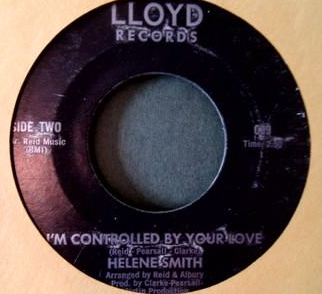 LLOYD
RECORDS
SIDE TWO
r. Reid Music
(BMI)
009
Time:
I'M CONTROLLED BY YOUR LOVE
(Reid - Pearsall - Clarke)
HELENE SMITH
Arranged by Reid & Albury
Prod. by Clarke-Pearsall-
Production